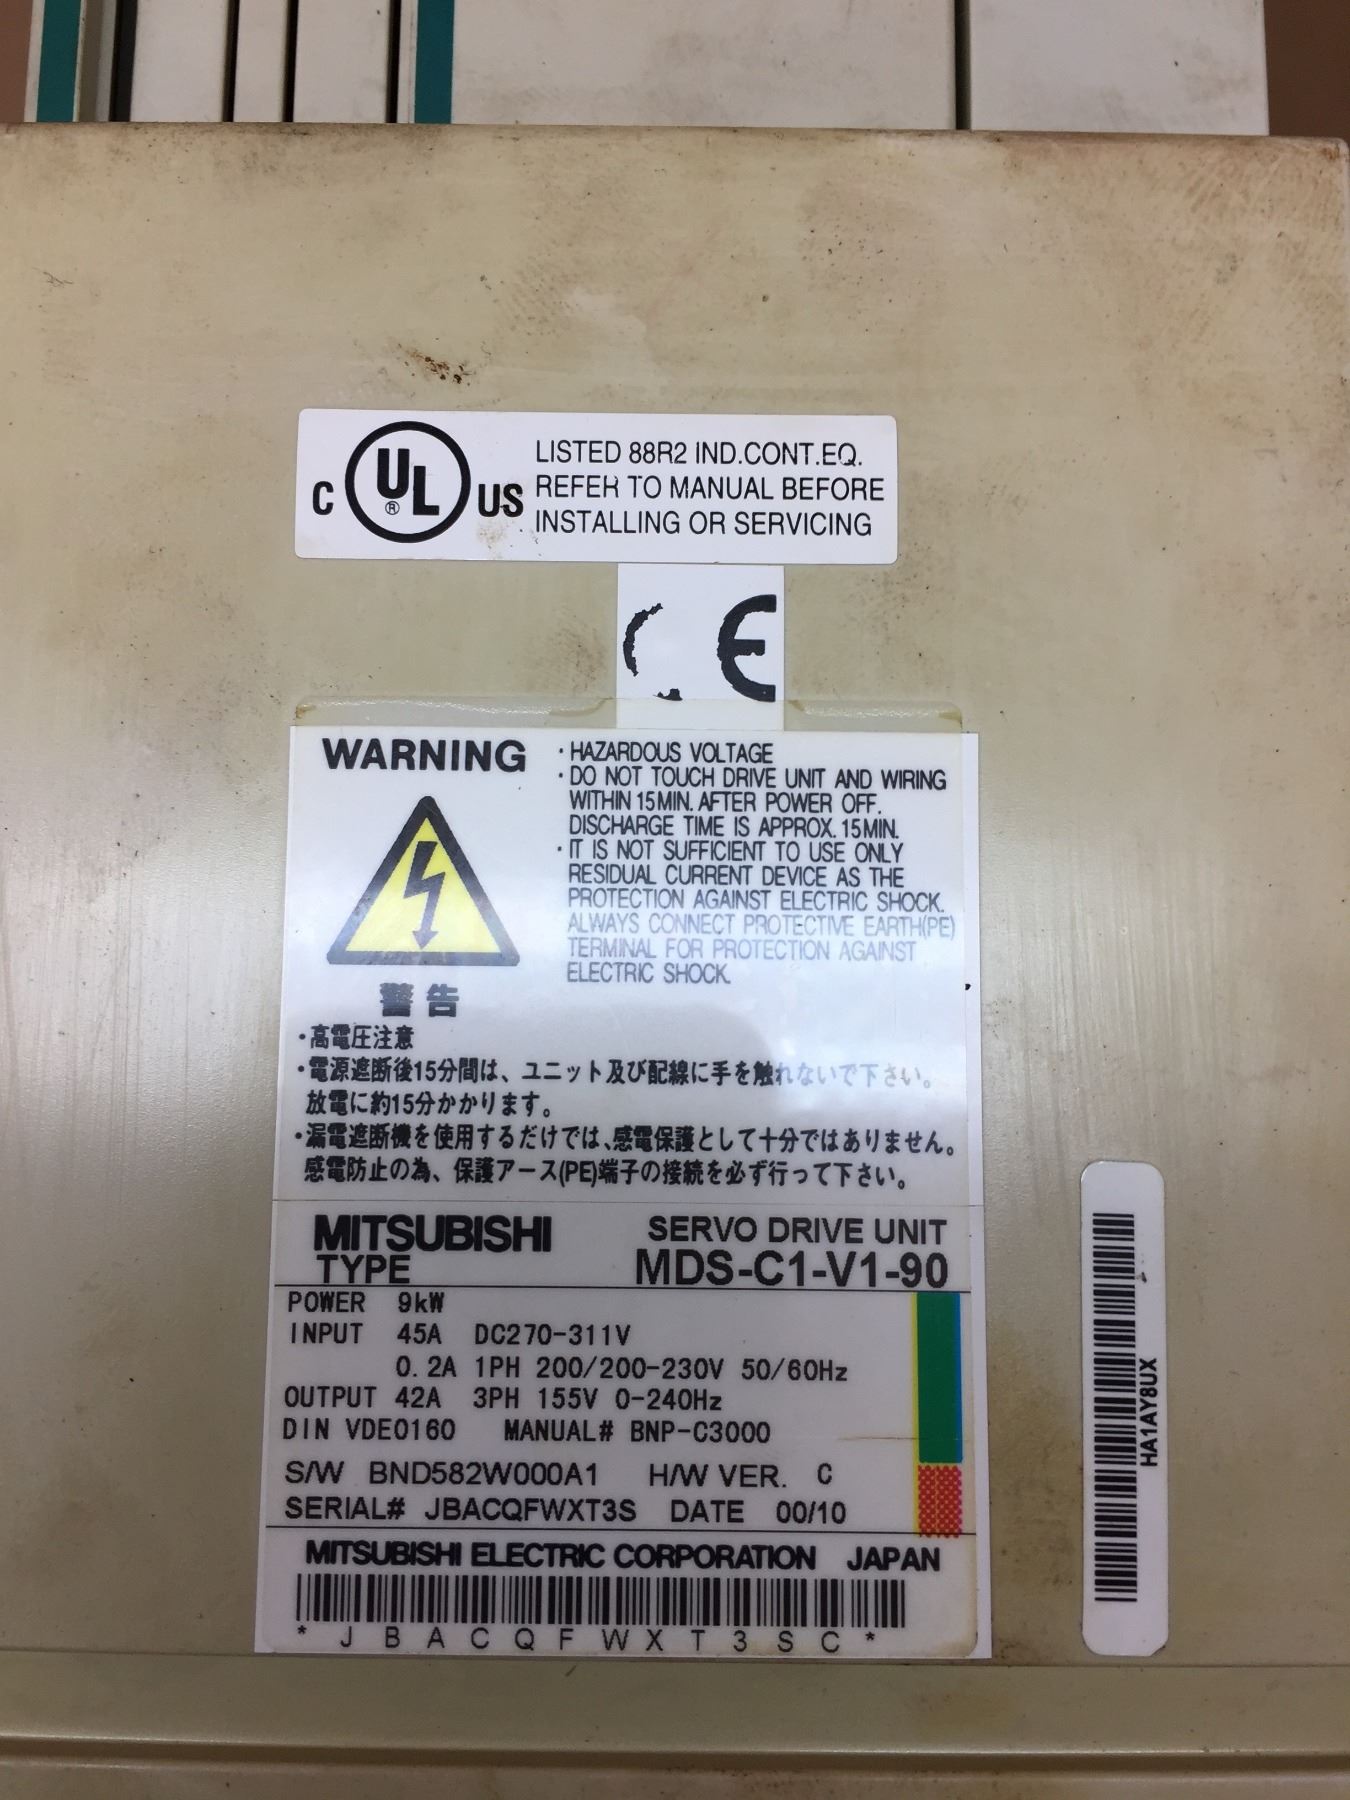 C UL ® US
LISTED 88R2 IND.CONT.EQ.
REFER TO MANUAL BEFORE
INSTALLING OR SERVICING
CE
WARNING
・HAZARDOUS VOLTAGE
・DO NOT TOUCH DRIVE UNIT AND WIRING
WITHIN 15MIN. AFTER POWER OFF.
DISCHARGE TIME IS APPROX. 15MIN.
・IT IS NOT SUFFICIENT TO USE ONLY
RESIDUAL CURRENT DEVICE AS THE
PROTECTION AGAINST ELECTRIC SHOCK.
ALWAYS CONNECT PROTECTIVE EARTH(PE)
TERMINAL FOR PROTECTION AGAINST
ELECTRIC SHOCK.
警告
・高電圧注意
・電源遮断後15分間は、ユニット及び配線に手を触れないで下さい。
放電に約15分かかります。
・漏電遮断機を使用するだけでは、感電保護として十分ではありません。
感電防止の為、保護アース(PE)端子の接続を必ず行って下さい。
MITSUBISHI SERVO DRIVE UNIT
TYPE MDS-C1-V1-90
POWER 9kW
INPUT 45A DC270-311V
0.2A 1PH 200/200-230V 50/60Hz
OUTPUT 42A 3PH 155V 0-240Hz
DIN VDE0160 MANUAL# BNP-C3000
S/W BND582W000A1 H/W VER. C
SERIAL# JBACQFWXT3S DATE 00/10
MITSUBISHI ELECTRIC CORPORATION JAPAN
* J B A C Q F W X T 3 S C *
HA1AY8UX